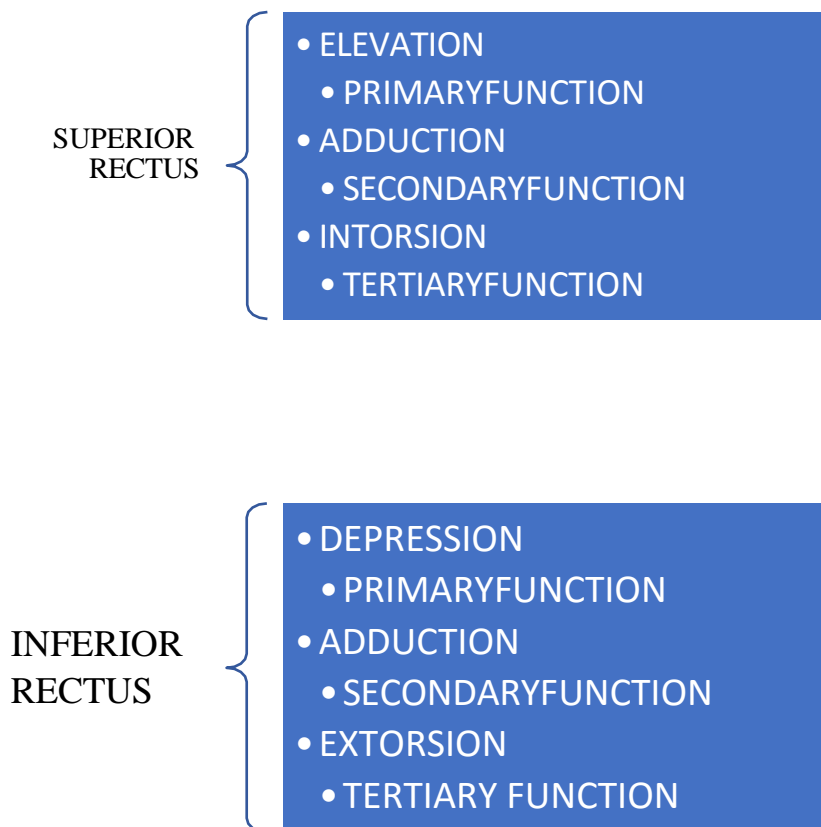 SUPERIOR
RECTUS
• ELEVATION
• PRIMARYFUNCTION
• ADDUCTION
• SECONDARYFUNCTION
• INTORSION
• TERTIARYFUNCTION
INFERIOR
RECTUS
• DEPRESSION
• PRIMARYFUNCTION
• ADDUCTION
• SECONDARYFUNCTION
• EXTORSION
• TERTIARY FUNCTION